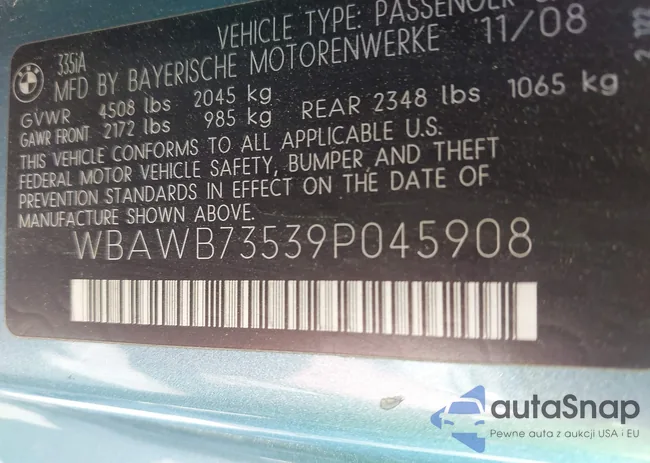 335iA
VEHICLE TYPE: PASSENGER
MFD BY BAYERISCHE MOTORENWERKE 11/08
GVWR 4508 lbs 2045 kg
GAWR FRONT 2172 lbs 985 kg REAR 2348 lbs 1065 kg
THIS VEHICLE CONFORMS TO ALL APPLICABLE U.S.
FEDERAL MOTOR VEHICLE SAFETY, BUMPER AND THEFT
PREVENTION STANDARDS IN EFFECT ON THE DATE OF
MANUFACTURE SHOWN ABOVE.
WBAWB73539P045908
autaSnap
Pewne auta z aukcji USA i EU